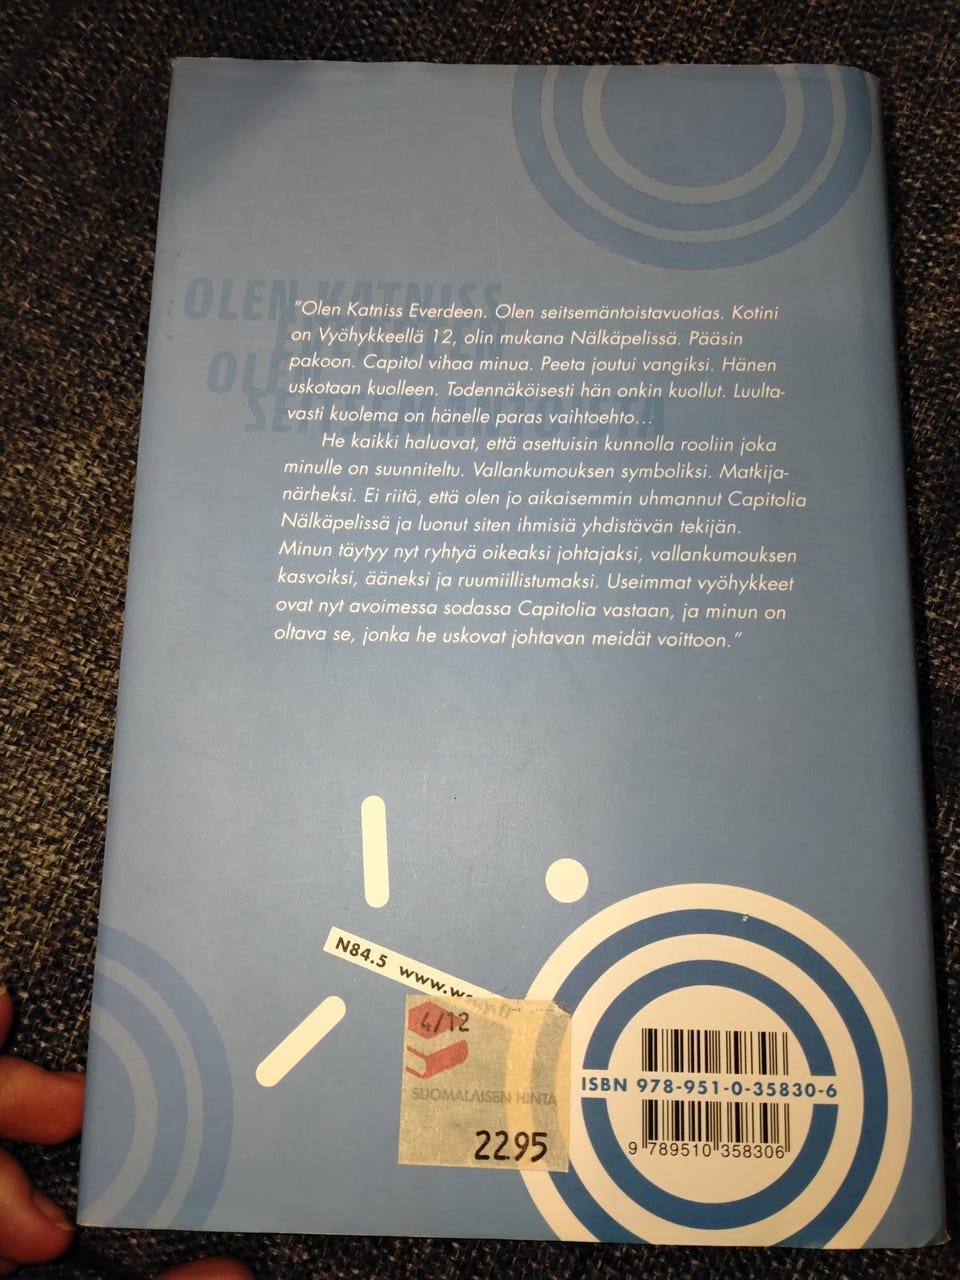 OLEN KATNISS
EVERDEEN
OLEN
SEITSEMÄNTOISTA
"Olen Katniss Everdeen. Olen seitsemäntoistavuotias. Kotini
on Vyöhykkeellä 12, olin mukana Nälkäpelissä. Pääsin
pakoon. Capitol vihaa minua. Peeta joutui vangiksi. Hänen
uskotaan kuolleen. Todennäköisesti hän onkin kuollut. Luulta-
vasti kuolema on hänelle paras vaihtoehto...
He kaikki haluavat, että asettuisin kunnolla rooliin joka
minulle on suunniteltu. Vallankumouksen symboliksi. Matkija-
närheksi. Ei riitä, että olen jo aikaisemmin uhmannut Capitolia
Nälkäpelissä ja luonut siten ihmisiä yhdistävän tekijän.
Minun täytyy nyt ryhtyä oikeaksi johtajaksi, vallankumouksen
kasvoiksi, ääneksi ja ruumiillistumaksi. Useimmat vyöhykkeet
ovat nyt avoimessa sodassa Capitolia vastaan, ja minun on
oltava se, jonka he uskovat johtavan meidät voittoon."
N84.5 www.w
4/12
SUOMALAISEN HINTA
2295
ISBN 978-951-0-35830-6
9 789510 358306